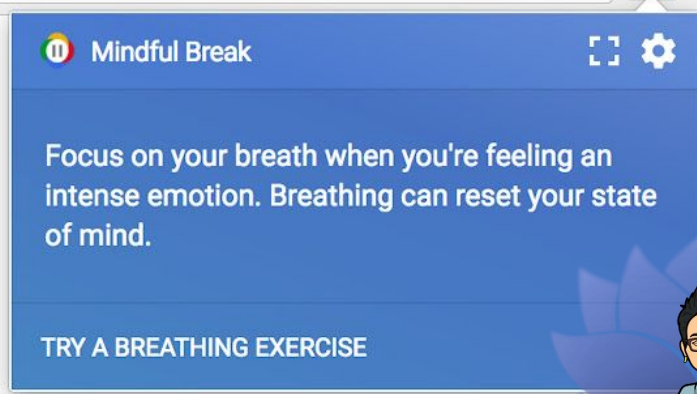 Mindful Break
Focus on your breath when you're feeling an
intense emotion. Breathing can reset your state
of mind.
TRY A BREATHING EXERCISE